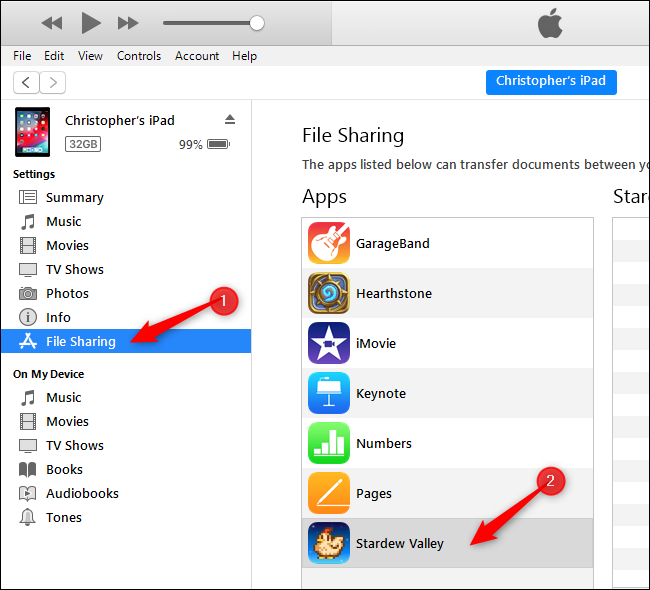 File Edit View Controls Account Help
Christopher's iPad
Christopher's iPad
32GB 99%
Settings
Summary
Music
Movies
TV Shows
Photos
Info
File Sharing
On My Device
Music
Movies
TV Shows
Books
Audiobooks
Tones
1
File Sharing
The apps listed below can transfer documents between yo
Apps
GarageBand
Hearthstone
iMovie
Keynote
Numbers
Pages
Stardew Valley
2
Star